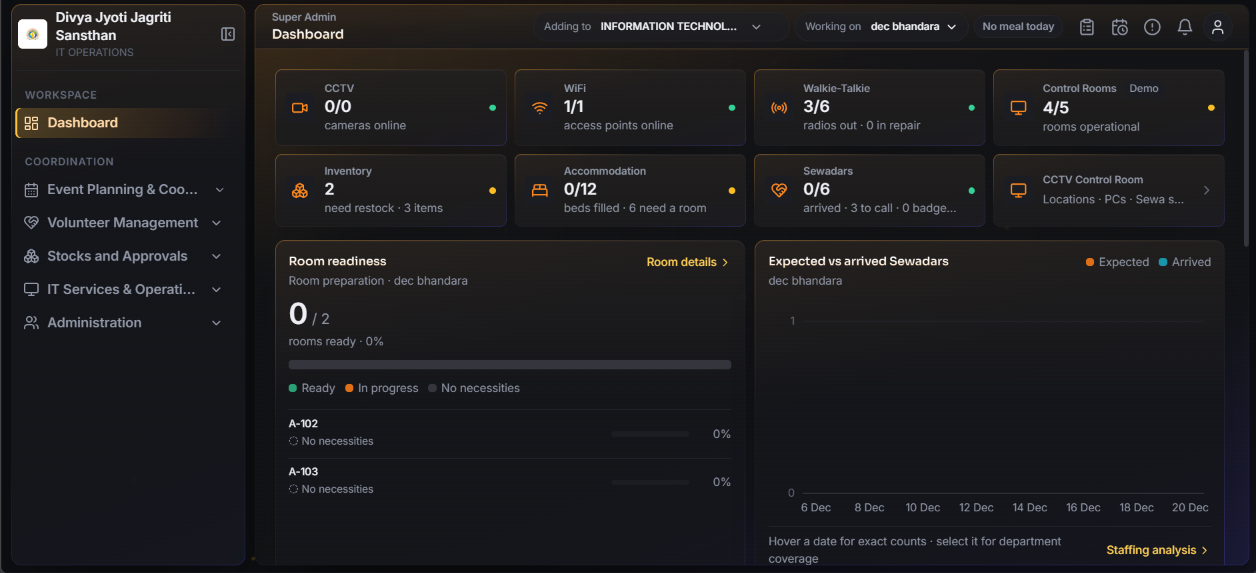 Divya Jyoti Jagriti
Sansthan
IT OPERATIONS
WORKSPACE
Dashboard
COORDINATION
Event Planning & Coo...
Volunteer Management
Stocks and Approvals
IT Services & Operati...
Administration
Super Admin
Dashboard
Adding to INFORMATION TECHNOL...
Working on dec bhandara
No meal today
CCTV
0/0
cameras online
WiFi
1/1
access points online
Walkie-Talkie
3/6
radios out · 0 in repair
Control Rooms Demo
4/5
rooms operational
Inventory
2
need restock · 3 items
Accommodation
0/12
beds filled · 6 need a room
Sewadars
0/6
arrived · 3 to call · 0 badge...
CCTV Control Room
Locations · PCs · Sewa s...
Room readiness
Room details
Room preparation · dec bhandara
0 / 2
rooms ready · 0%
Ready In progress No necessities
A-102
No necessities
0%
A-103
No necessities
0%
Expected vs arrived Sewadars
Expected Arrived
dec bhandara
1
0
6 Dec 8 Dec 10 Dec 12 Dec 14 Dec 16 Dec 18 Dec 20 Dec
Hover a date for exact counts · select it for department
coverage
Staffing analysis